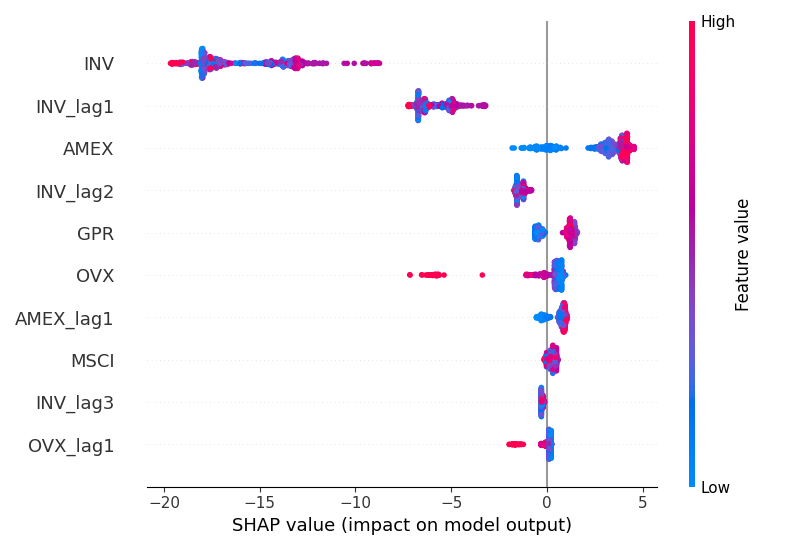 High
INV
INV_lag1
AMEX
INV_lag2
GPR
OVX
AMEX_lag1
MSCI
INV_lag3
OVX_lag1
Feature value
Low
−20 −15 −10 −5 0 5
SHAP value (impact on model output)